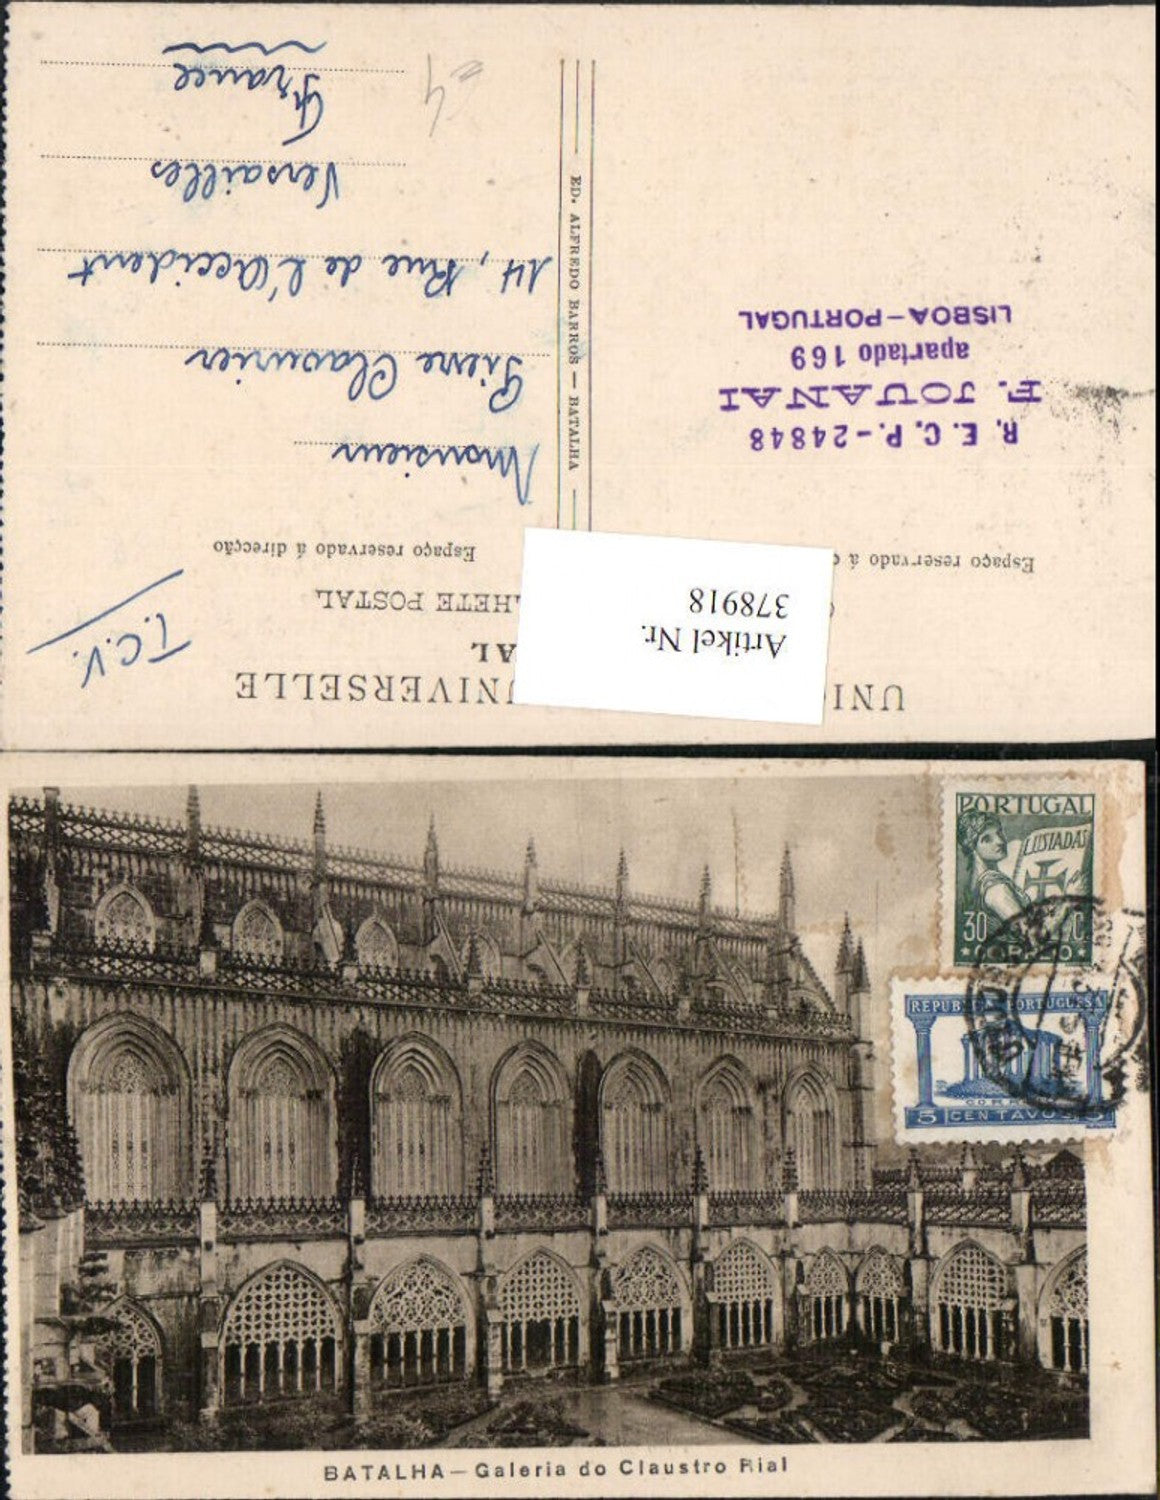 UNI UNIVERSELLE
AL
HETE POSTAL
T.C.V.
Espaço reservado á
Espaço reservado á direcção
Artikel Nr.
378918
R. E. C. P. - 24848
F. JOUANAI
apartado 169
LISBOA - PORTUGAL
ED. ALFREDO BARROS — BATALHA
Monsieur
Pierre
14, Rue de l'Occident
Versailles
France
PORTUGAL
LUSIADAS
30 C.
CORREIO
REPUBLICA PORTUGUESA
5 CENTAVOS 5
BATALHA — Galeria do Claustro Rial